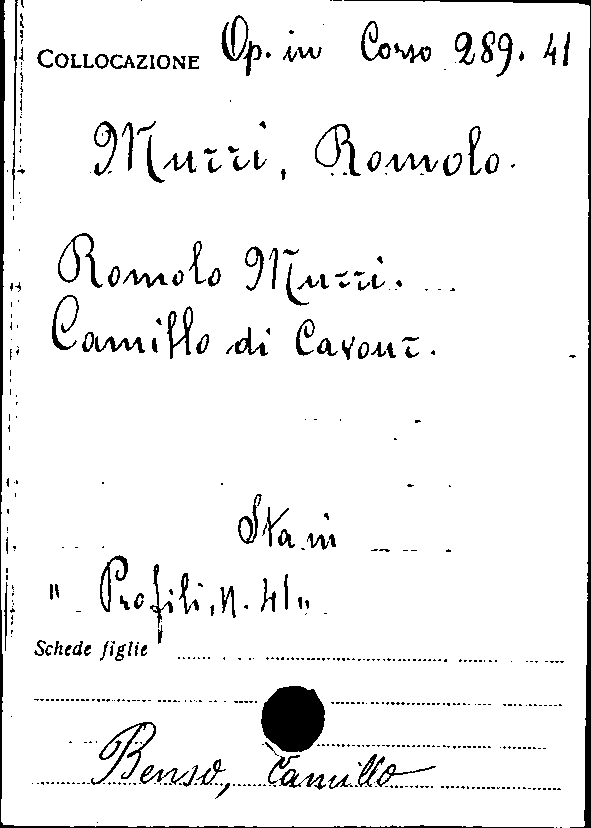 COLLOCAZIONE Op. in Corso 289. 41
Murri, Romolo.
Romolo Murri.
Camillo di Cavour.
Sta in
" Profili, N. 41"
Schede figlie
Benso, Camillo